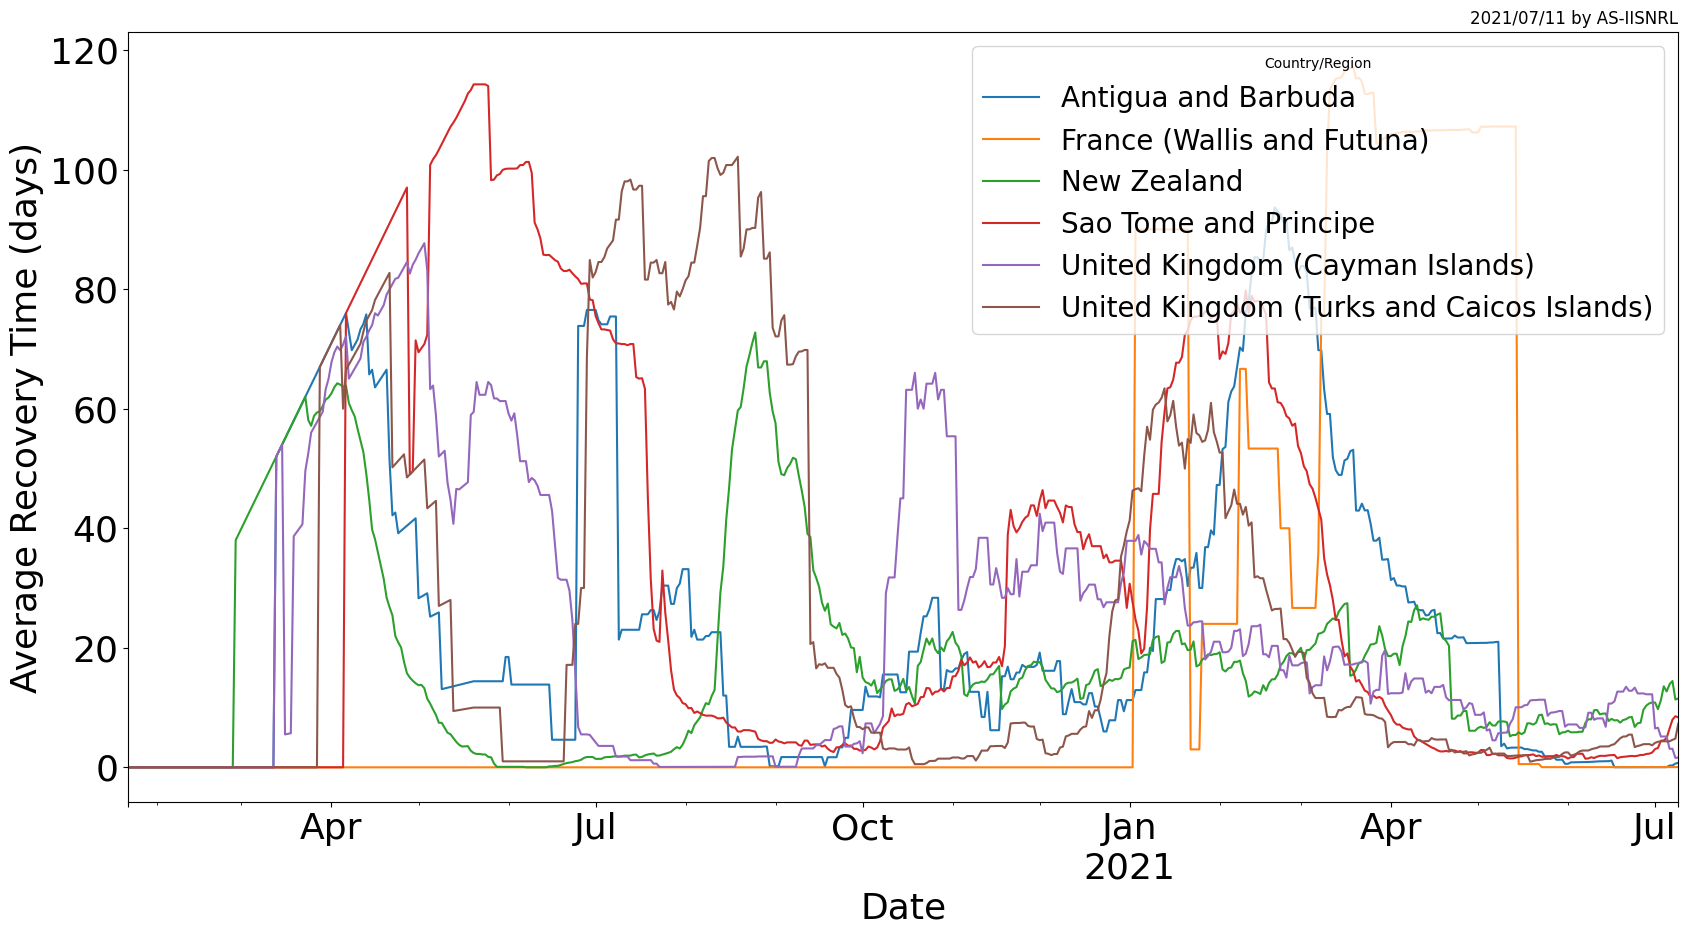 2021/07/11 by AS-IISNRL
Country/Region
Antigua and Barbuda
France (Wallis and Futuna)
New Zealand
Sao Tome and Principe
United Kingdom (Cayman Islands)
United Kingdom (Turks and Caicos Islands)
Average Recovery Time (days)
120
100
80
60
40
20
0
Apr Jul Oct Jan Apr Jul
2021
Date